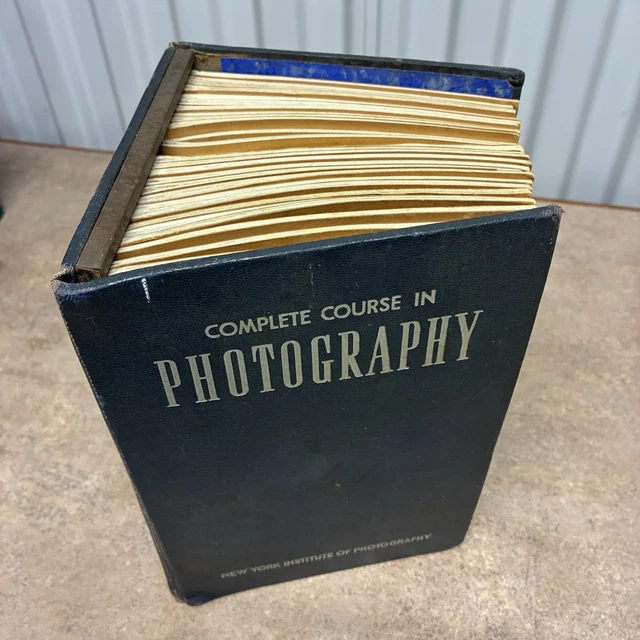 COMPLETE COURSE IN
PHOTOGRAPHY
NEW YORK INSTITUTE OF PHOTOGRAPHY